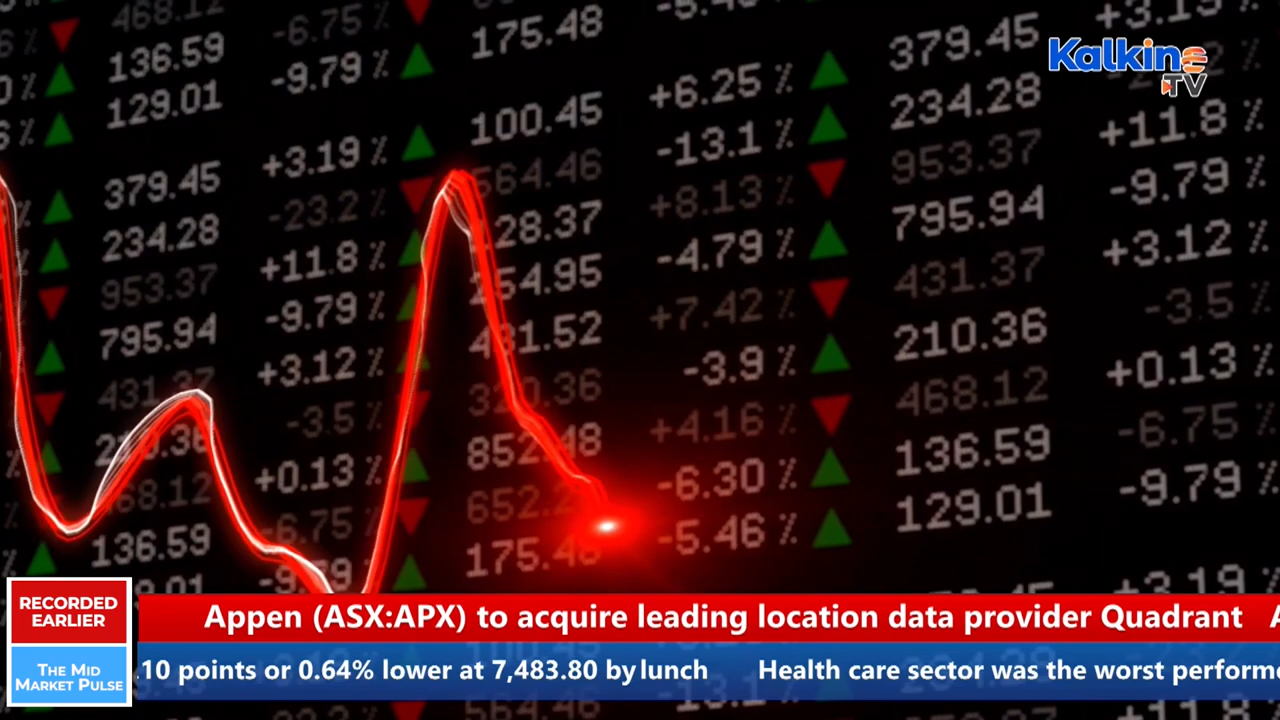 468.12 -6.75 %
136.59 -9.79 % 175.48
129.01
379.45 +3.19 % 100.45 +6.25 % 379.45 +3.19
234.28 -23.2 % 564.46 -13.1 % 234.28
953.37 +11.8 % 28.37 +8.13 % 953.37 +11.8 %
795.94 -9.79 % 254.95 -4.79 % 795.94 -9.79 %
431.37 +3.12 % 431.52 +7.42 % 431.37 +3.12 %
-3.5 % 320.36 -3.9 % 210.36 -3.5 %
+0.13 % 852.48 +4.16 % 468.12 +0.13 %
136.59 -6.75 % 652.2 -6.30 % 136.59 -6.75 %
175.48 -5.46 % 129.01 -9.79 %
Kalkine
TV
RECORDED
EARLIER
Appen (ASX:APX) to acquire leading location data provider Quadrant A
THE MID
MARKET PULSE
.10 points or 0.64% lower at 7,483.80 by lunch Health care sector was the worst perform